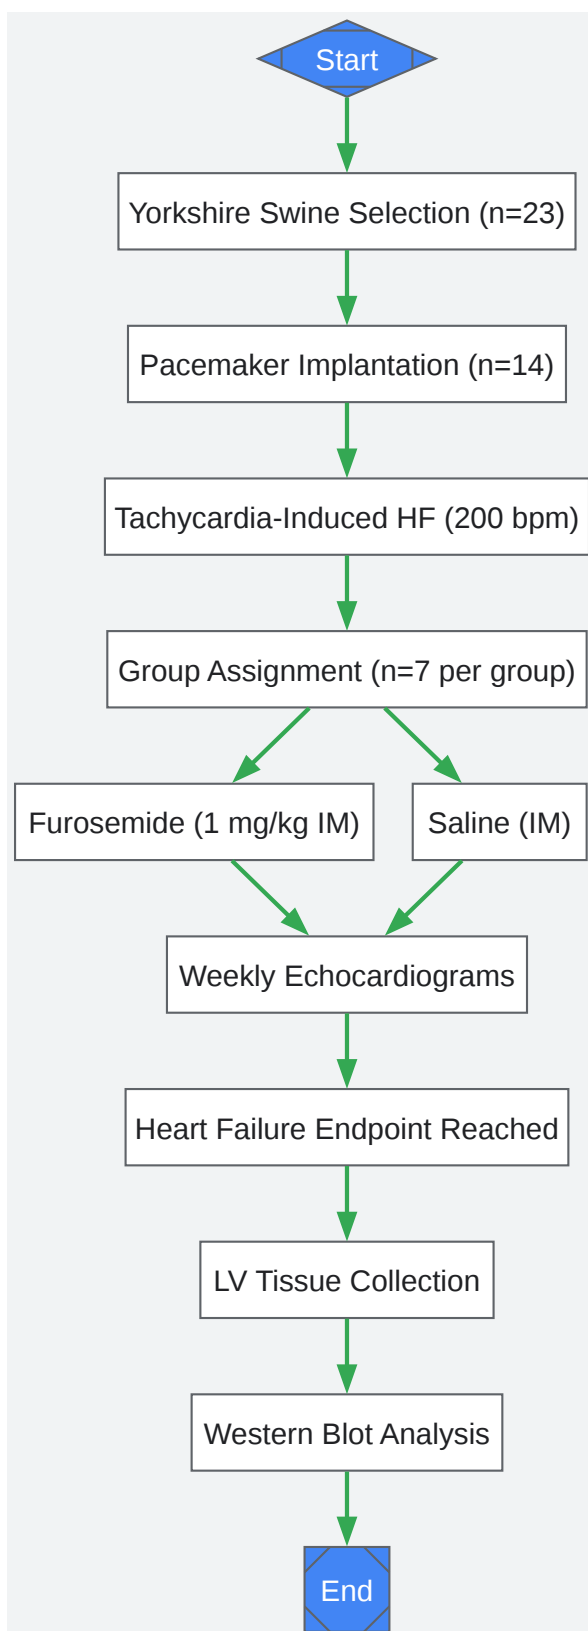 Start
Yorkshire Swine Selection (n=23)
Pacemaker Implantation (n=14)
Tachycardia-Induced HF (200 bpm)
Group Assignment (n=7 per group)
Furosemide (1 mg/kg IM)
Saline (IM)
Weekly Echocardiograms
Heart Failure Endpoint Reached
LV Tissue Collection
Western Blot Analysis
End